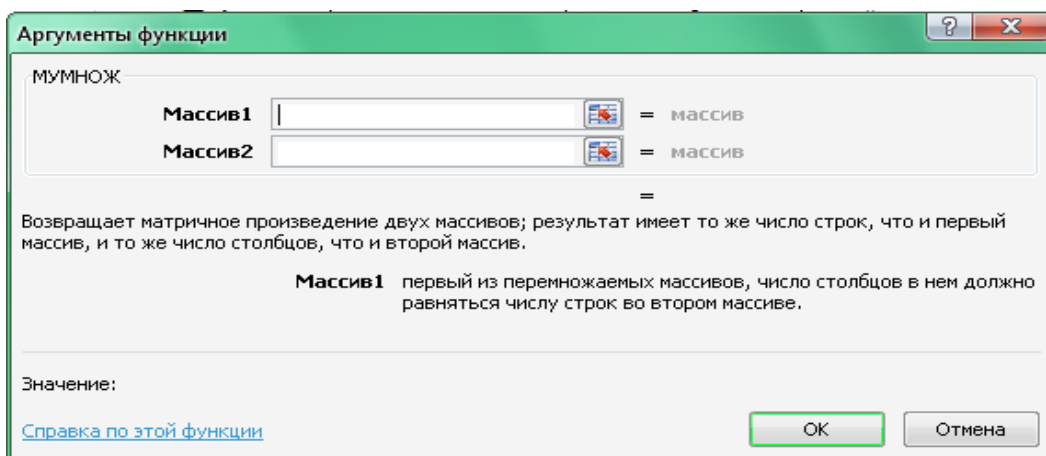 Аргументы функции
МУМНОЖ
Массив1 = массив
Массив2 = массив
=
Возвращает матричное произведение двух массивов; результат имеет то же число строк, что и первый
массив, и то же число столбцов, что и второй массив.
Массив1 первый из перемножаемых массивов, число столбцов в нем должно
равняться числу строк во втором массиве.
Значение:
Справка по этой функции
ОК
Отмена